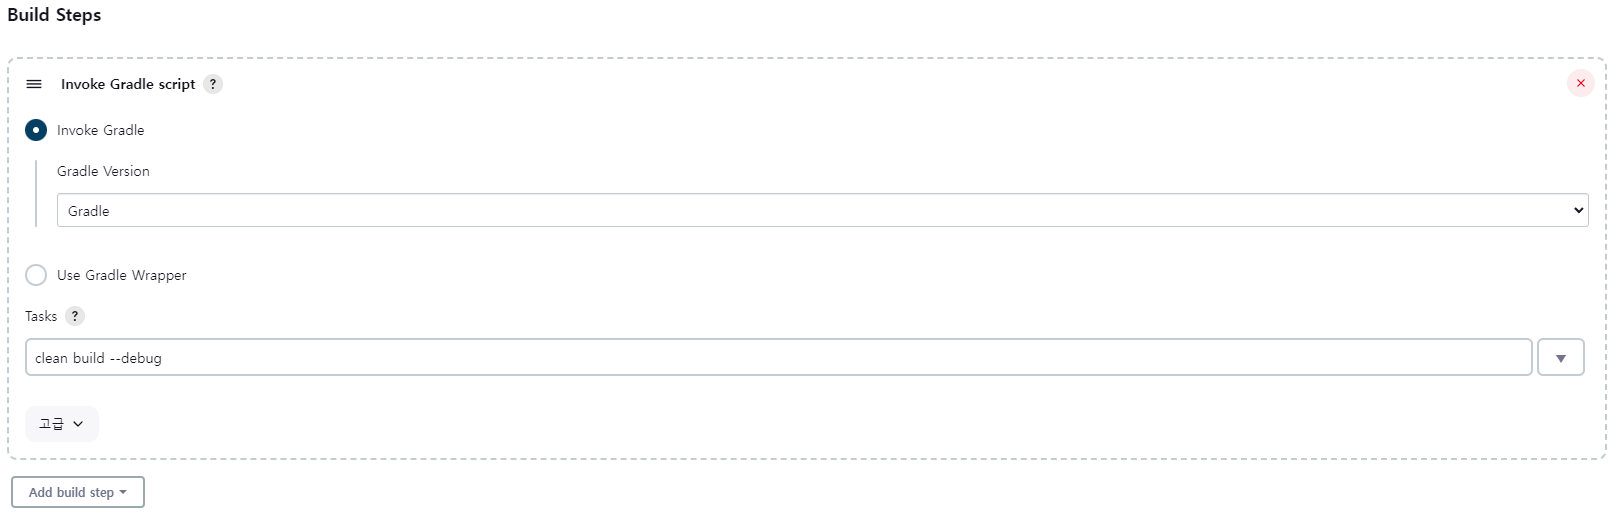 Build Steps
Invoke Gradle script ?
Invoke Gradle
Gradle Version
Gradle
Use Gradle Wrapper
Tasks ?
clean build --debug
고급
Add build step